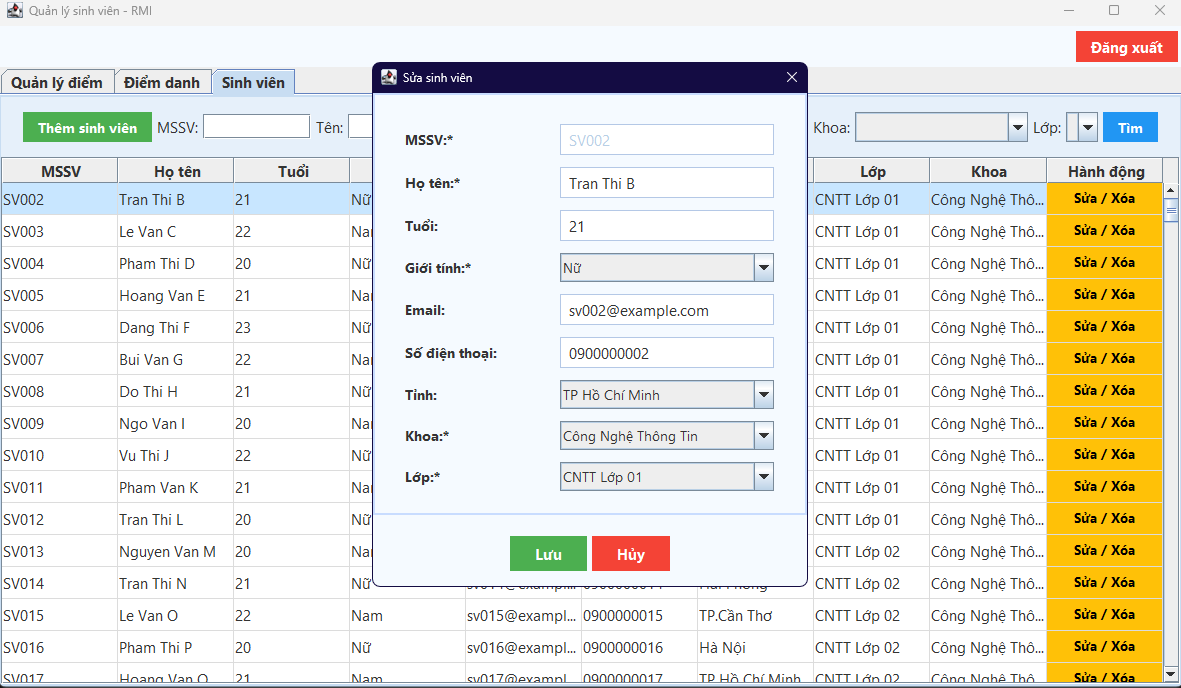 Quản lý sinh viên - RMI
Đăng xuất
Quản lý điểm Điểm danh Sinh viên
Thêm sinh viên MSSV: Tên: Khoa: Lớp: Tìm
MSSV Họ tên Tuổi Lớp Khoa Hành động
SV002 Tran Thi B 21 Nữ CNTT Lớp 01 Công Nghệ Thô... Sửa / Xóa
SV003 Le Van C 22 CNTT Lớp 01 Công Nghệ Thô... Sửa / Xóa
SV004 Pham Thi D 20 Nữ CNTT Lớp 01 Công Nghệ Thô... Sửa / Xóa
SV005 Hoang Van E 21 CNTT Lớp 01 Công Nghệ Thô... Sửa / Xóa
SV006 Dang Thi F 23 Nữ CNTT Lớp 01 Công Nghệ Thô... Sửa / Xóa
SV007 Bui Van G 22 CNTT Lớp 01 Công Nghệ Thô... Sửa / Xóa
SV008 Do Thi H 21 Nữ CNTT Lớp 01 Công Nghệ Thô... Sửa / Xóa
SV009 Ngo Van I 20 CNTT Lớp 01 Công Nghệ Thô... Sửa / Xóa
SV010 Vu Thi J 22 Nữ CNTT Lớp 01 Công Nghệ Thô... Sửa / Xóa
SV011 Pham Van K 21 CNTT Lớp 01 Công Nghệ Thô... Sửa / Xóa
SV012 Tran Thi L 20 Nữ CNTT Lớp 01 Công Nghệ Thô... Sửa / Xóa
SV013 Nguyen Van M 20 CNTT Lớp 02 Công Nghệ Thô... Sửa / Xóa
SV014 Tran Thi N 21 Nữ CNTT Lớp 02 Công Nghệ Thô... Sửa / Xóa
SV015 Le Van O 22 Nam sv015@exampl... 0900000015 TP.Cần Thơ CNTT Lớp 02 Công Nghệ Thô... Sửa / Xóa
SV016 Pham Thi P 20 Nữ sv016@exampl... 0900000016 Hà Nội CNTT Lớp 02 Công Nghệ Thô... Sửa / Xóa
SV017 Hoang Van Q 21 Nam sv017@exampl... 0900000017 TP Hồ Chí Minh CNTT Lớp 02 Công Nghệ Thô... Sửa / Xóa
Sửa sinh viên
MSSV:* SV002
Họ tên:* Tran Thi B
Tuổi: 21
Giới tính:* Nữ
Email: sv002@example.com
Số điện thoại: 0900000002
Tỉnh: TP Hồ Chí Minh
Khoa:* Công Nghệ Thông Tin
Lớp:* CNTT Lớp 01
Lưu Hủy